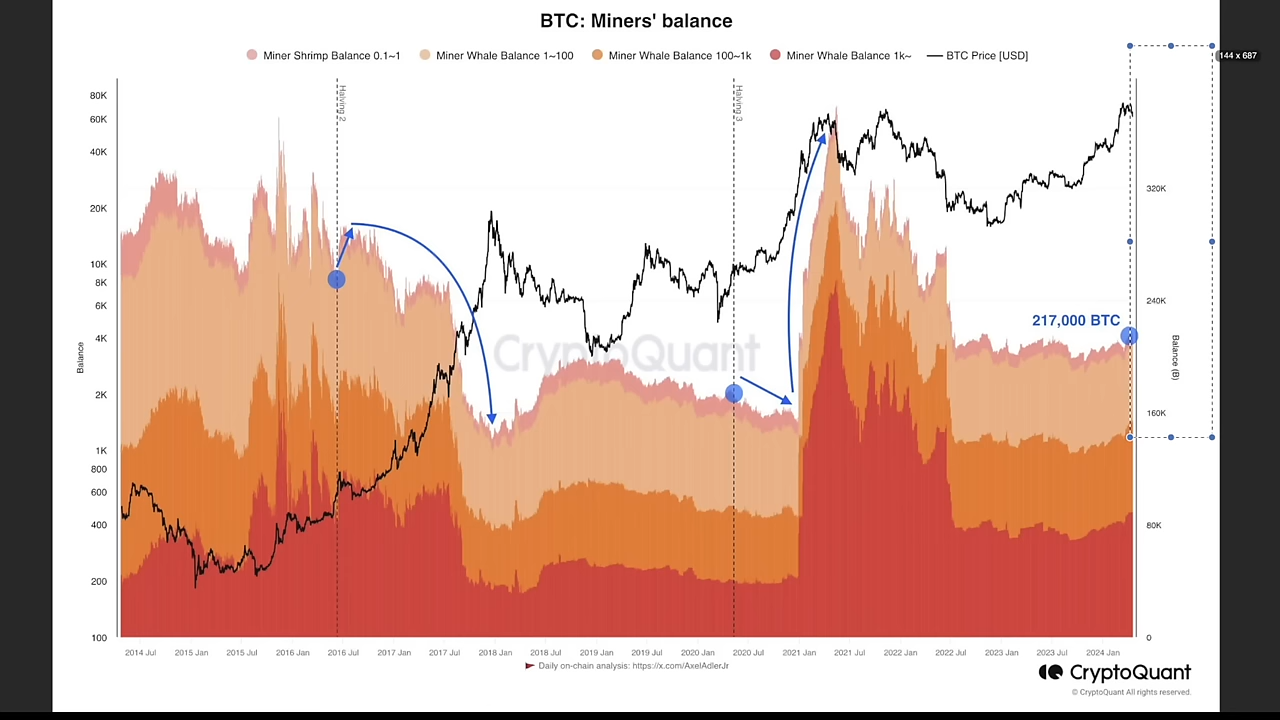 BTC: Miners' balance
Miner Shrimp Balance 0.1~1 Miner Whale Balance 1~100 Miner Whale Balance 100~1k Miner Whale Balance 1k~ BTC Price [USD]
144 x 687
Halving 2
Halving 3
80K
60K
40K
20K
10K
8K
6K
4K
2K
1K
800
600
400
200
100
Balance
CryptoQuant
217,000 BTC
320K
240K
160K
80K
0
Balance (₿)
2014 Jul 2015 Jan 2015 Jul 2016 Jan 2016 Jul 2017 Jan 2017 Jul 2018 Jan 2018 Jul 2019 Jan 2019 Jul 2020 Jan 2020 Jul 2021 Jan 2021 Jul 2022 Jan 2022 Jul 2023 Jan 2023 Jul 2024 Jan
Daily on-chain analysis: https://x.com/AxelAdlerJr
CryptoQuant
© CryptoQuant All rights reserved.